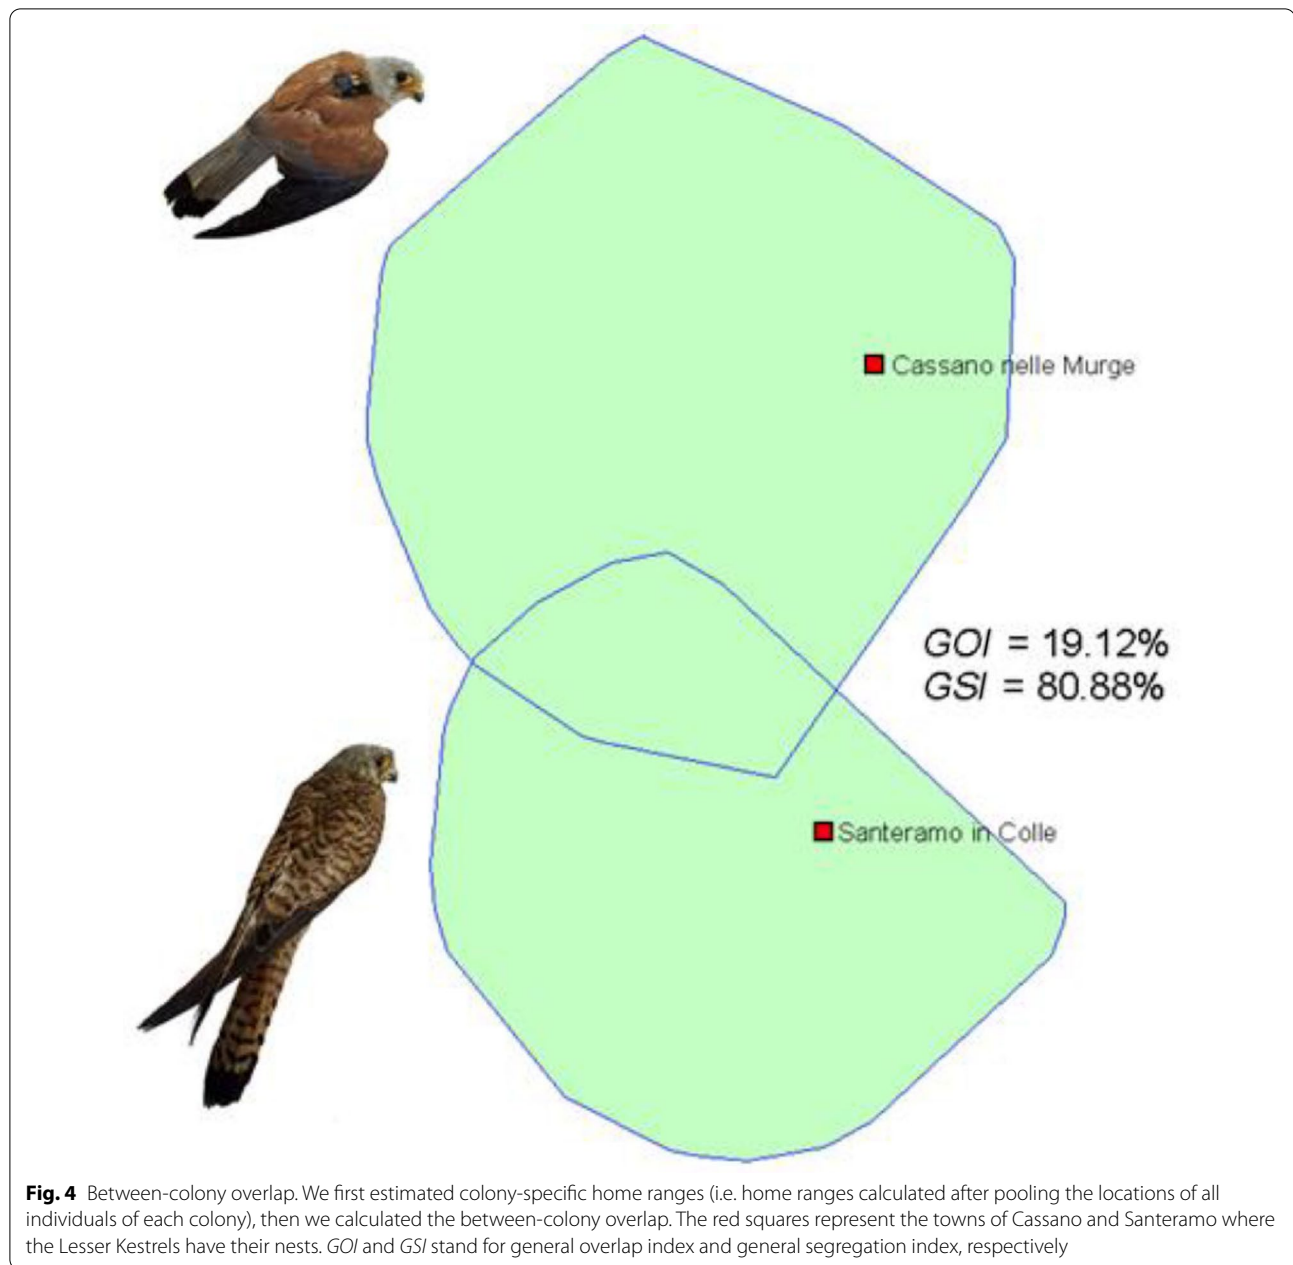 Cassano nelle Murge
GOI = 19.12%
GSI = 80.88%
Santeramo in Colle
Fig. 4 Between-colony overlap. We first estimated colony-specific home ranges (i.e. home ranges calculated after pooling the locations of all
individuals of each colony), then we calculated the between-colony overlap. The red squares represent the towns of Cassano and Santeramo where
the Lesser Kestrels have their nests. GOI and GSI stand for general overlap index and general segregation index, respectively